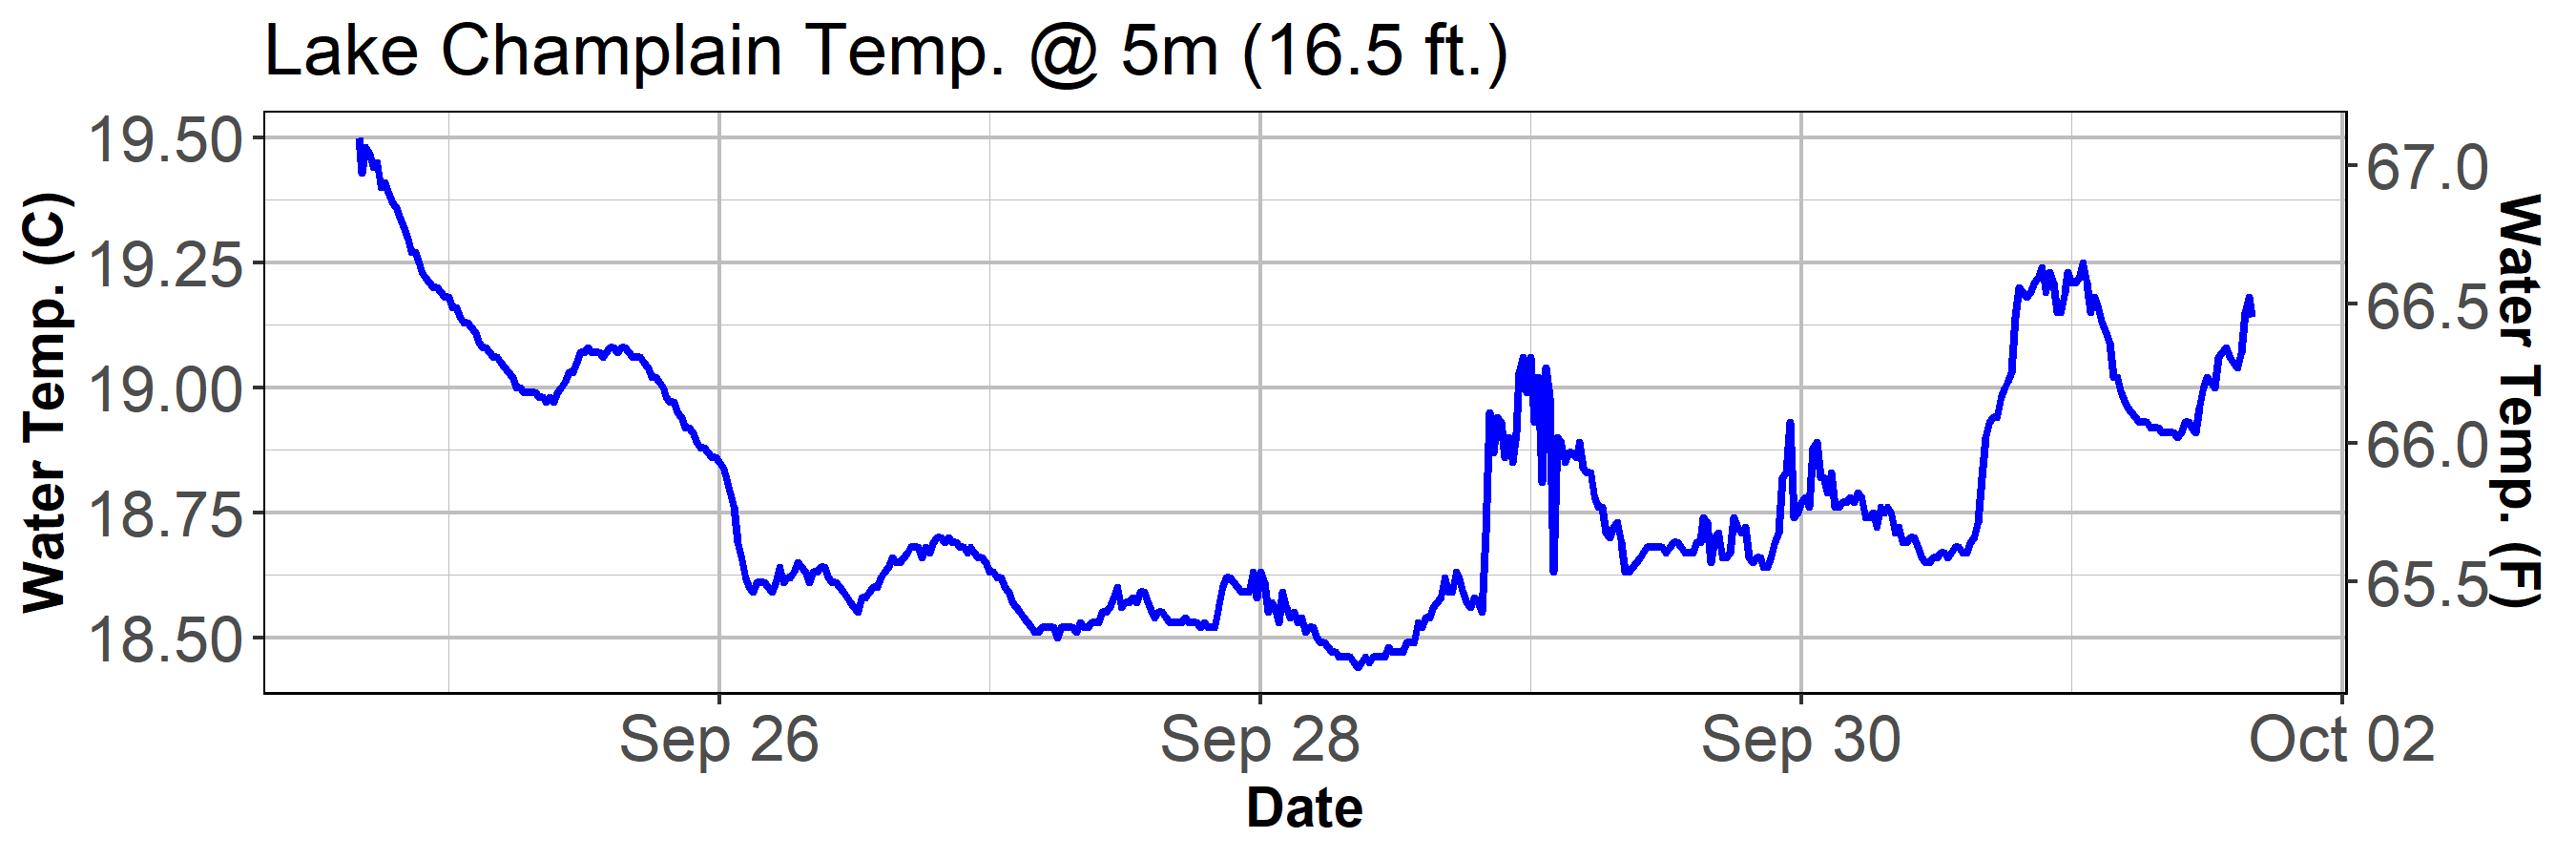 Lake Champlain Temp. @ 5m (16.5 ft.)
Water Temp. (C)
19.50
19.25
19.00
18.75
18.50
67.0
66.5
66.0
65.5
Water Temp. (F)
Sep 26
Sep 28
Sep 30
Oct 02
Date